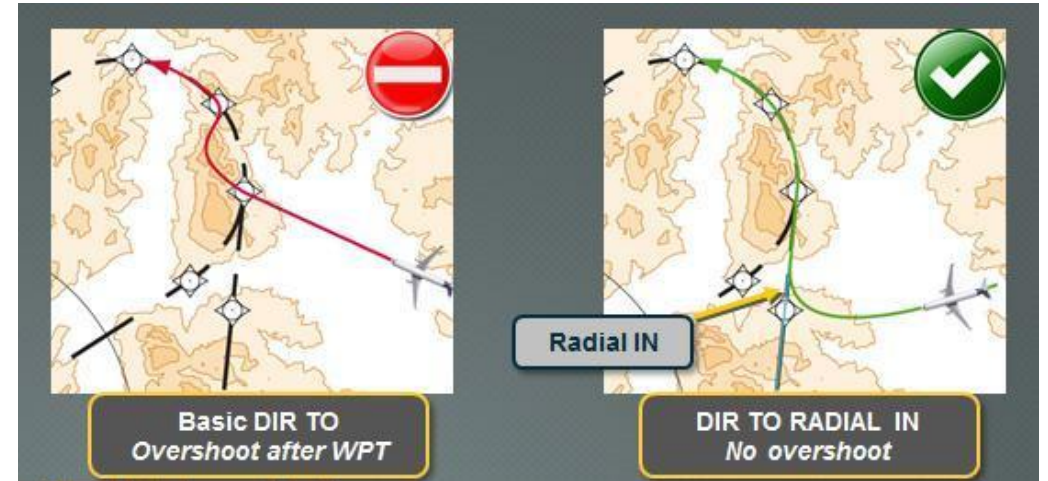 Radial IN
Basic DIR TO
Overshoot after WPT
DIR TO RADIAL IN
No overshoot